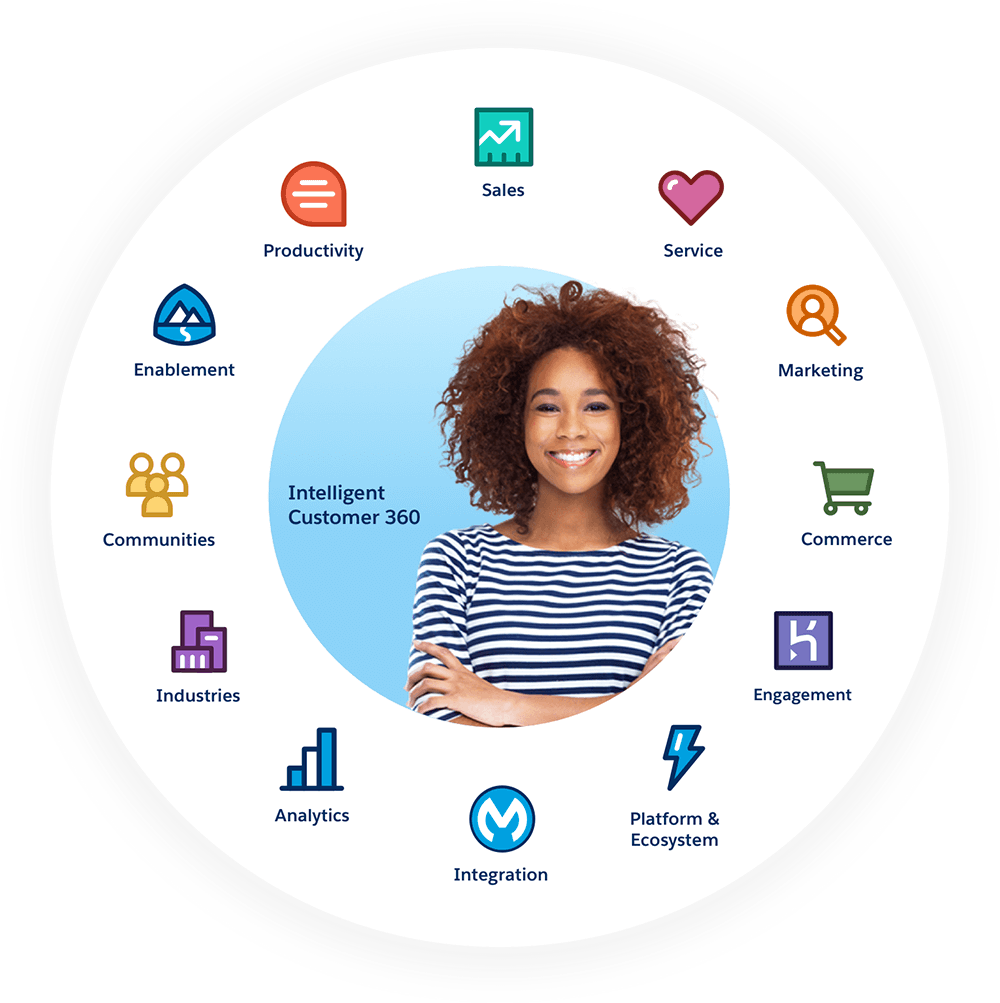 Sales
Service
Marketing
Commerce
Engagement
Platform &
Ecosystem
Integration
Analytics
Industries
Communities
Enablement
Productivity
Intelligent
Customer 360